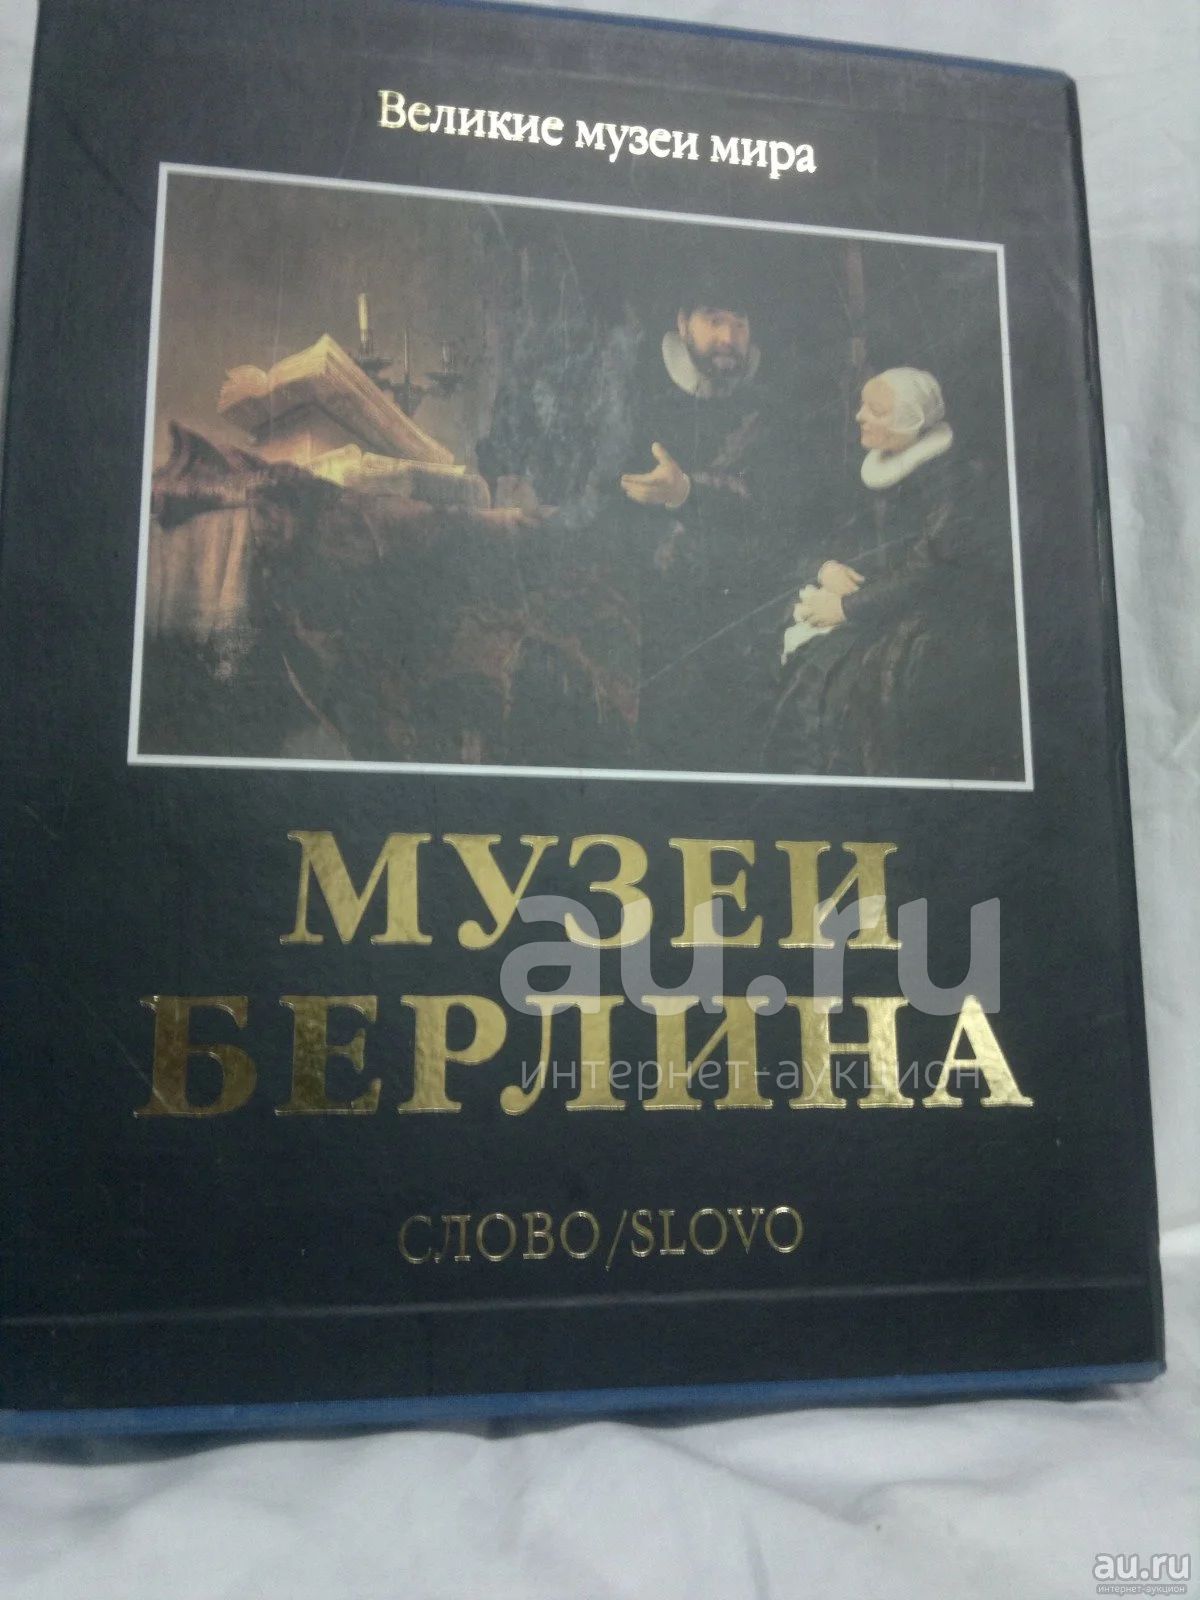 Великие музеи мира
МУЗЕИ
au.ru
БЕРЛИНА
интернет-аукцион
СЛОВО/SLOVO
au.ru
интернет-аукцион